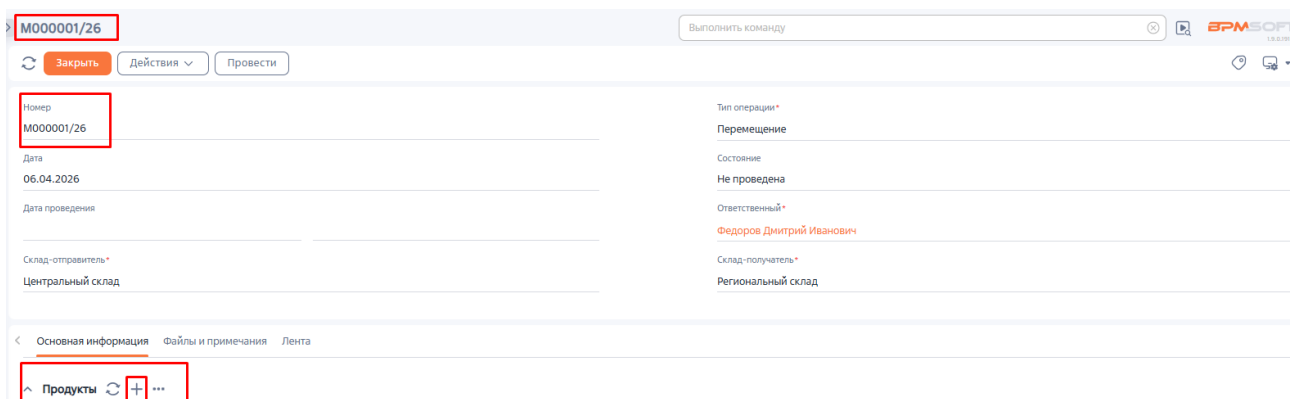 М000001/26
Выполнить команду
BPMSOFT
Закрыть Действия Провести
Номер
М000001/26
Тип операции*
Перемещение
Дата
06.04.2026
Состояние
Не проведена
Дата проведения
Ответственный*
Федоров Дмитрий Иванович
Склад-отправитель*
Центральный склад
Склад-получатель*
Региональный склад
Основная информация Файлы и примечания Лента
Продукты